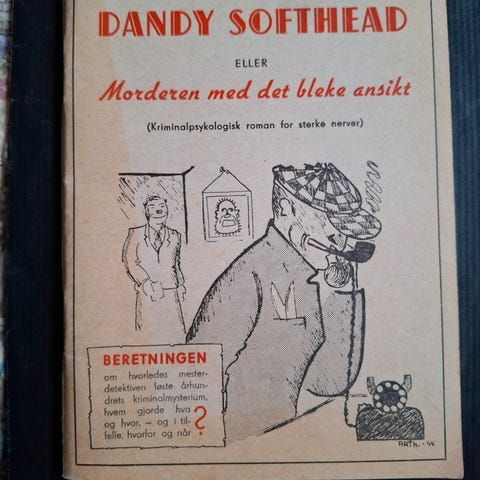 DANDY SOFTHEAD
ELLER
Morderen med det bleke ansikt
(Kriminalpsykologisk roman for sterke nerver)
BERETNINGEN
om hvorledes mester-
detektiven løste århun-
drets kriminalmysterium,
hvem gjorde hva
og hvor, — og i til-
felle, hvorfor og når ?